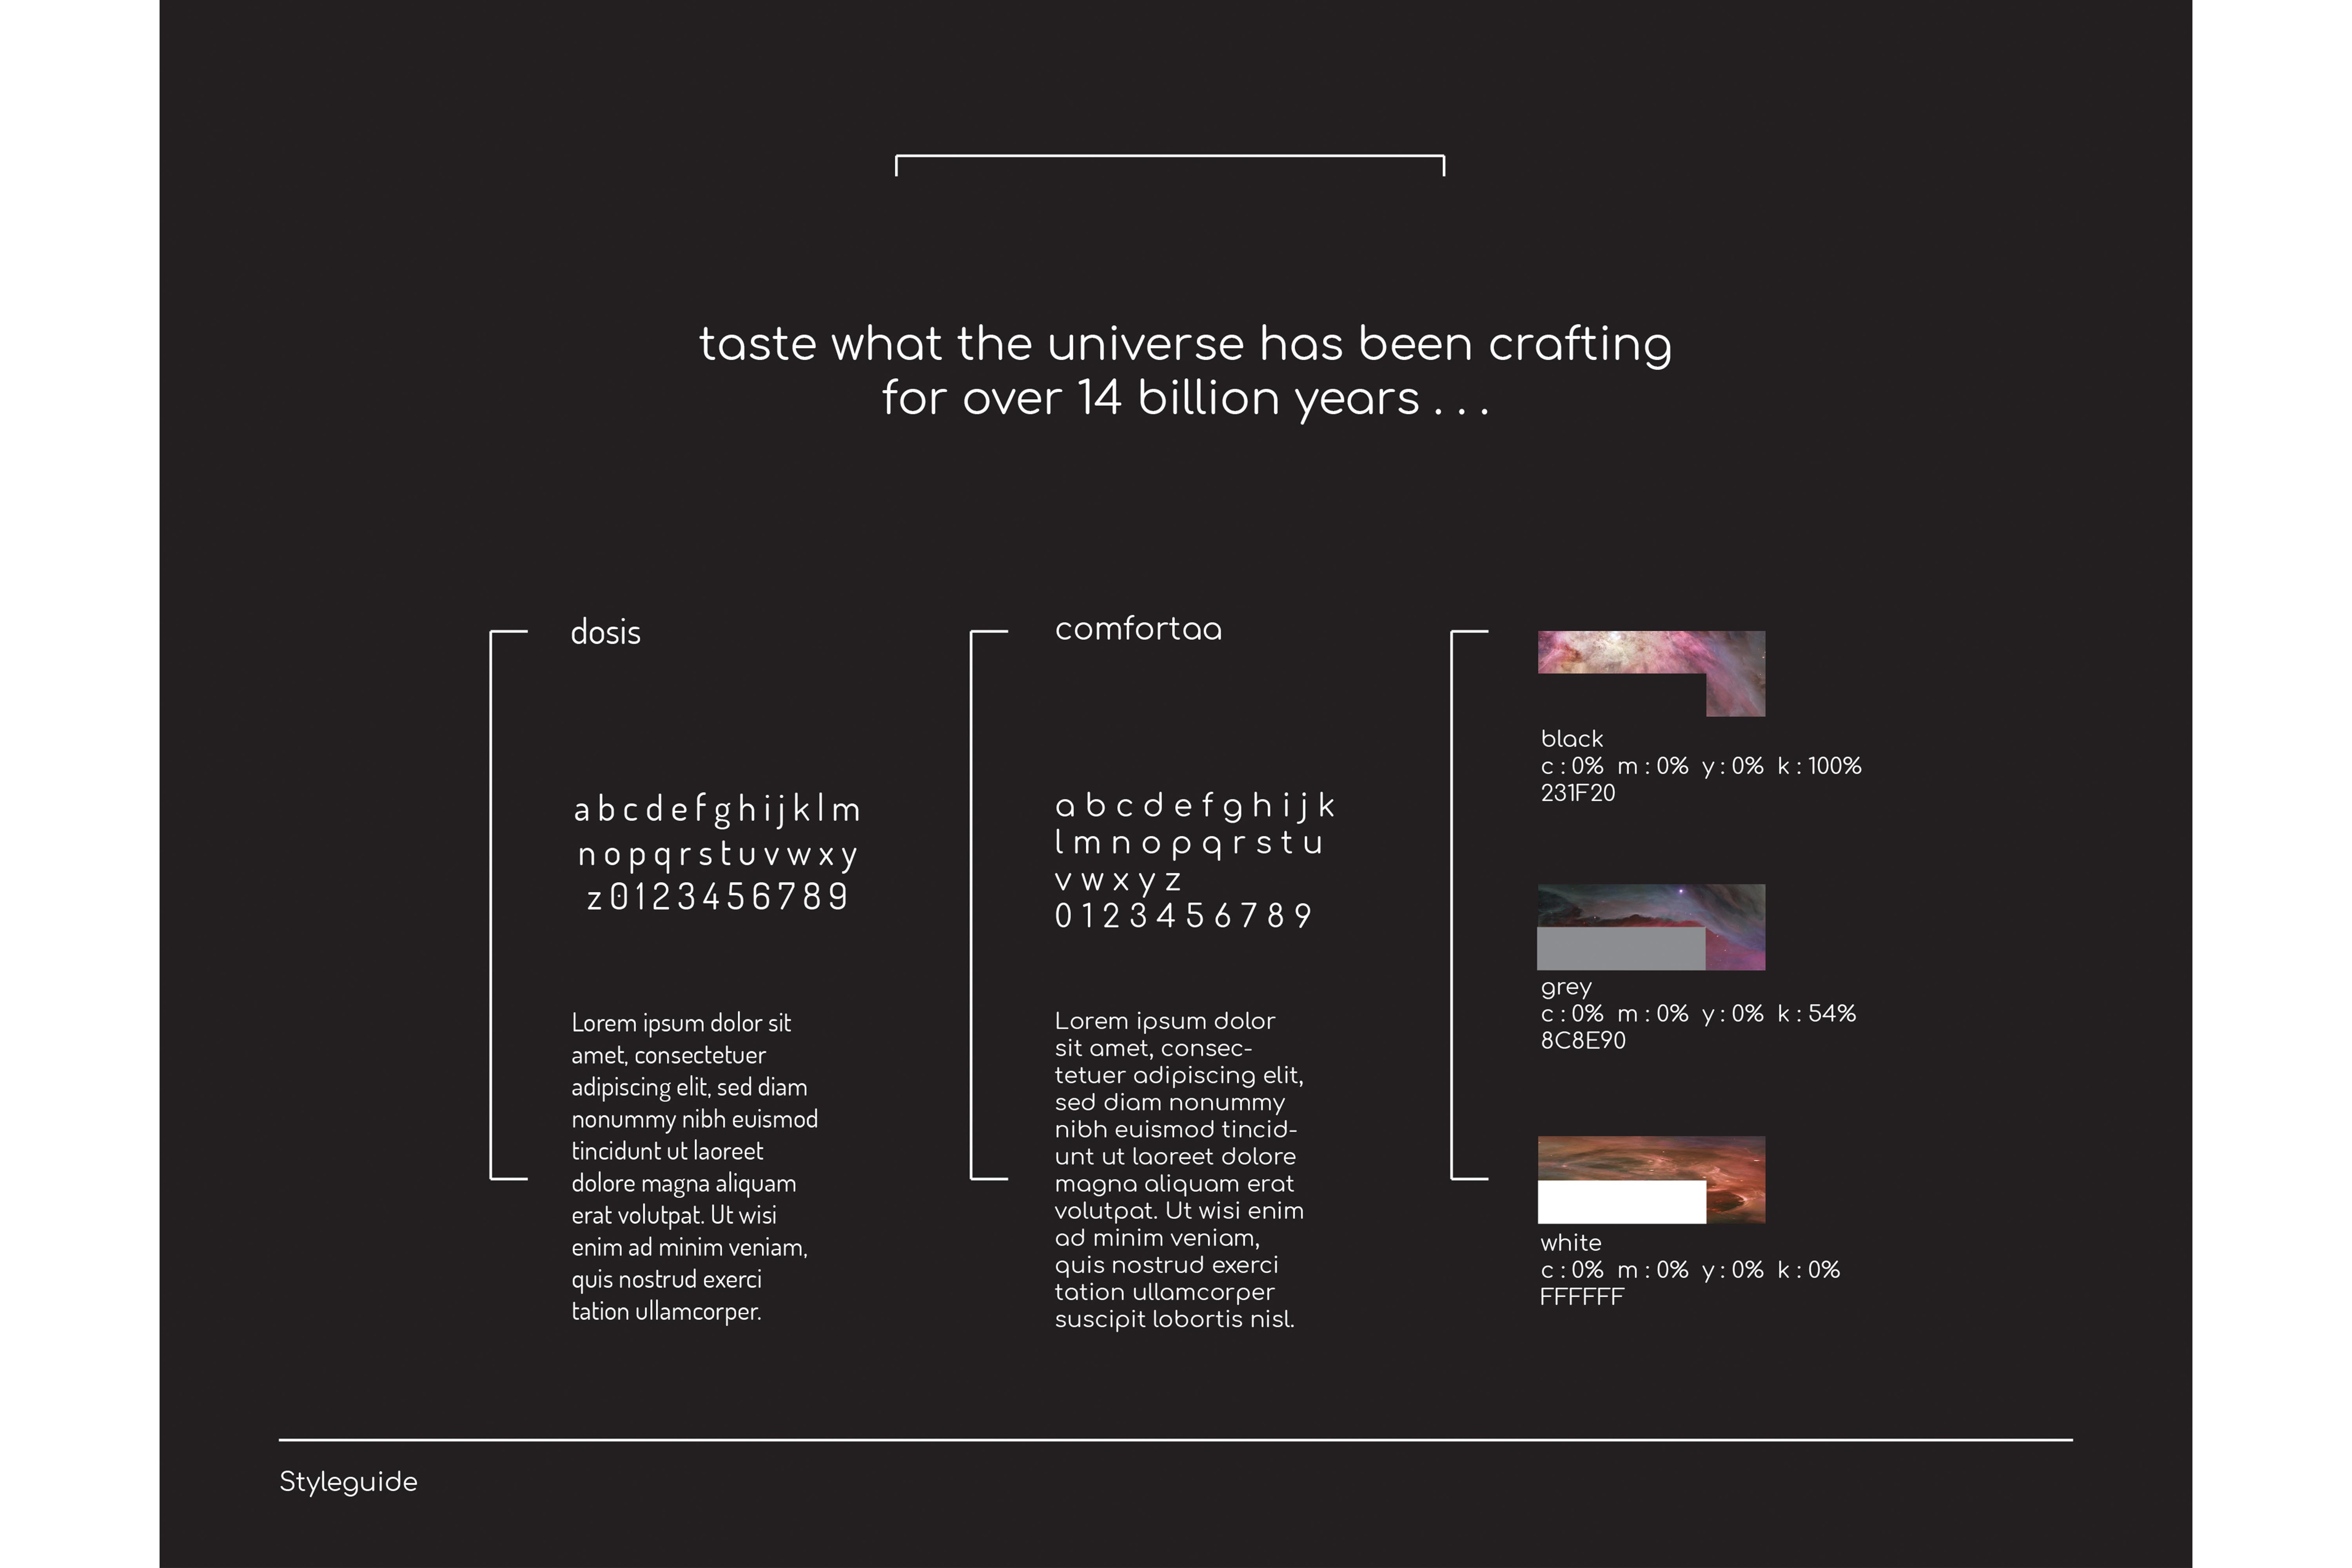 taste what the universe has been crafting
for over 14 billion years . . .
dosis
a b c d e f g h i j k l m
n o p q r s t u v w x y
z 0 1 2 3 4 5 6 7 8 9
Lorem ipsum dolor sit
amet, consectetuer
adipiscing elit, sed diam
nonummy nibh euismod
tincidunt ut laoreet
dolore magna aliquam
erat volutpat. Ut wisi
enim ad minim veniam,
quis nostrud exerci
tation ullamcorper.
comfortaa
a b c d e f g h i j k
l m n o p q r s t u
v w x y z
0 1 2 3 4 5 6 7 8 9
Lorem ipsum dolor
sit amet, consec-
tetuer adipiscing elit,
sed diam nonummy
nibh euismod tincid-
unt ut laoreet dolore
magna aliquam erat
volutpat. Ut wisi enim
ad minim veniam,
quis nostrud exerci
tation ullamcorper
suscipit lobortis nisl.
black
c : 0% m : 0% y : 0% k : 100%
231F20
grey
c : 0% m : 0% y : 0% k : 54%
8C8E90
white
c : 0% m : 0% y : 0% k : 0%
FFFFFF
Styleguide